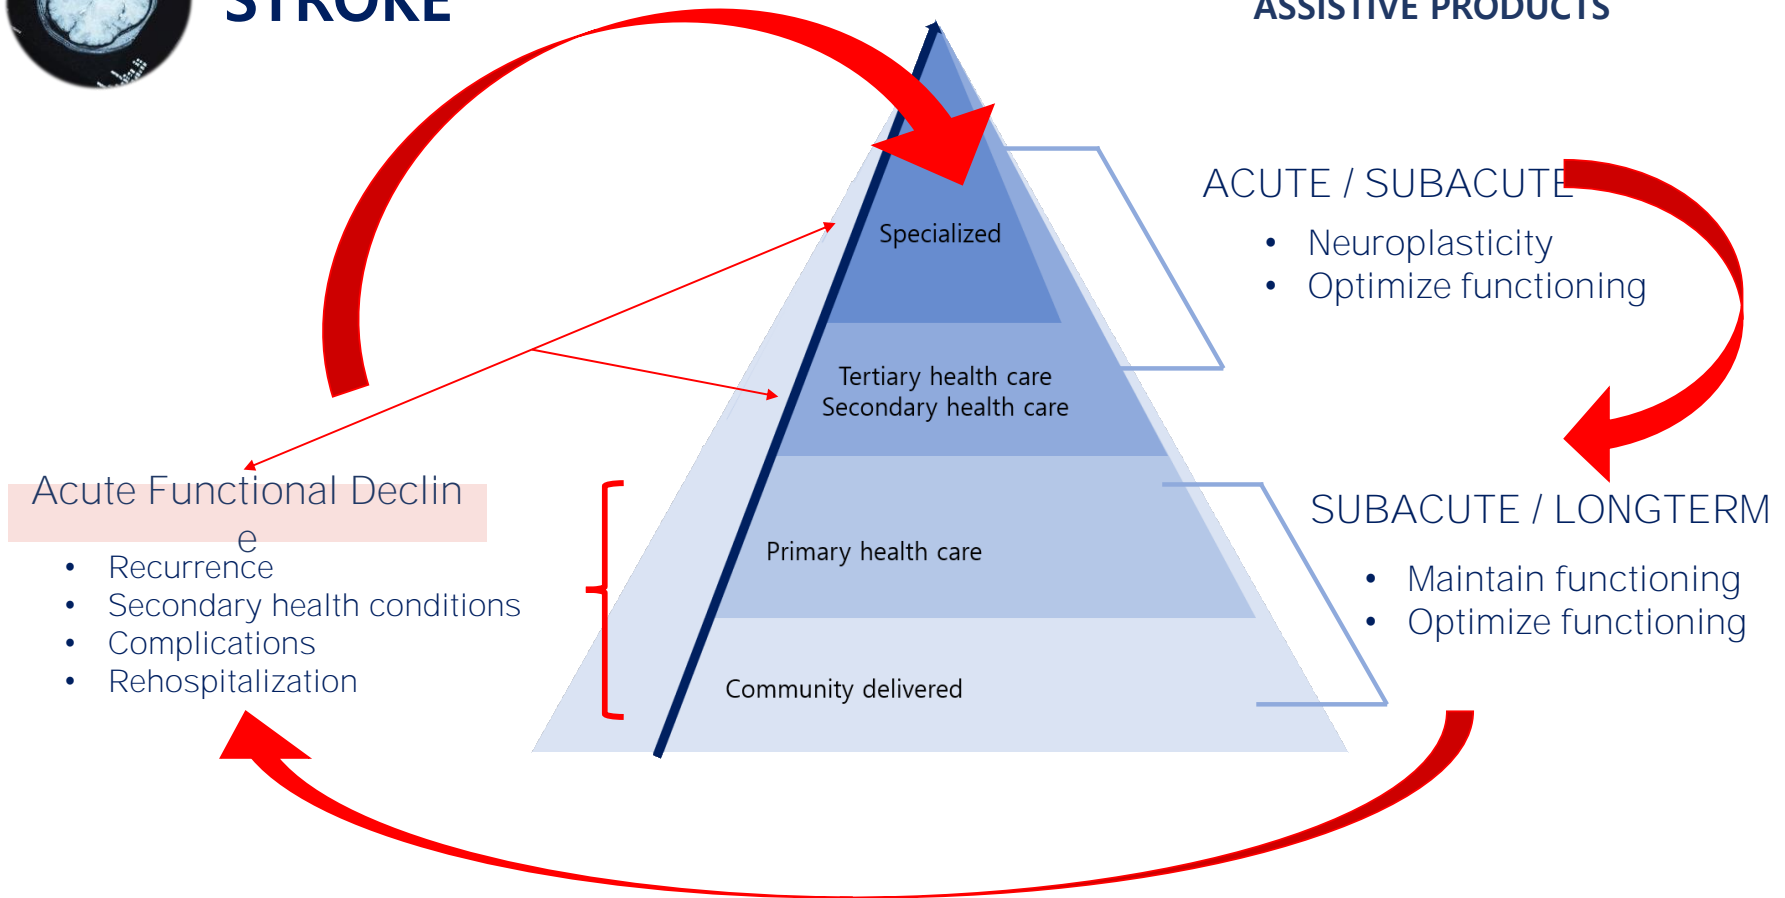 STROKE
ASSISTIVE PRODUCTS
ACUTE / SUBACUTE
• Neuroplasticity
• Optimize functioning
Specialized
Tertiary health care
Secondary health care
Primary health care
Community delivered
Acute Functional Declin
e
• Recurrence
• Secondary health conditions
• Complications
• Rehospitalization
SUBACUTE / LONGTERM
• Maintain functioning
• Optimize functioning